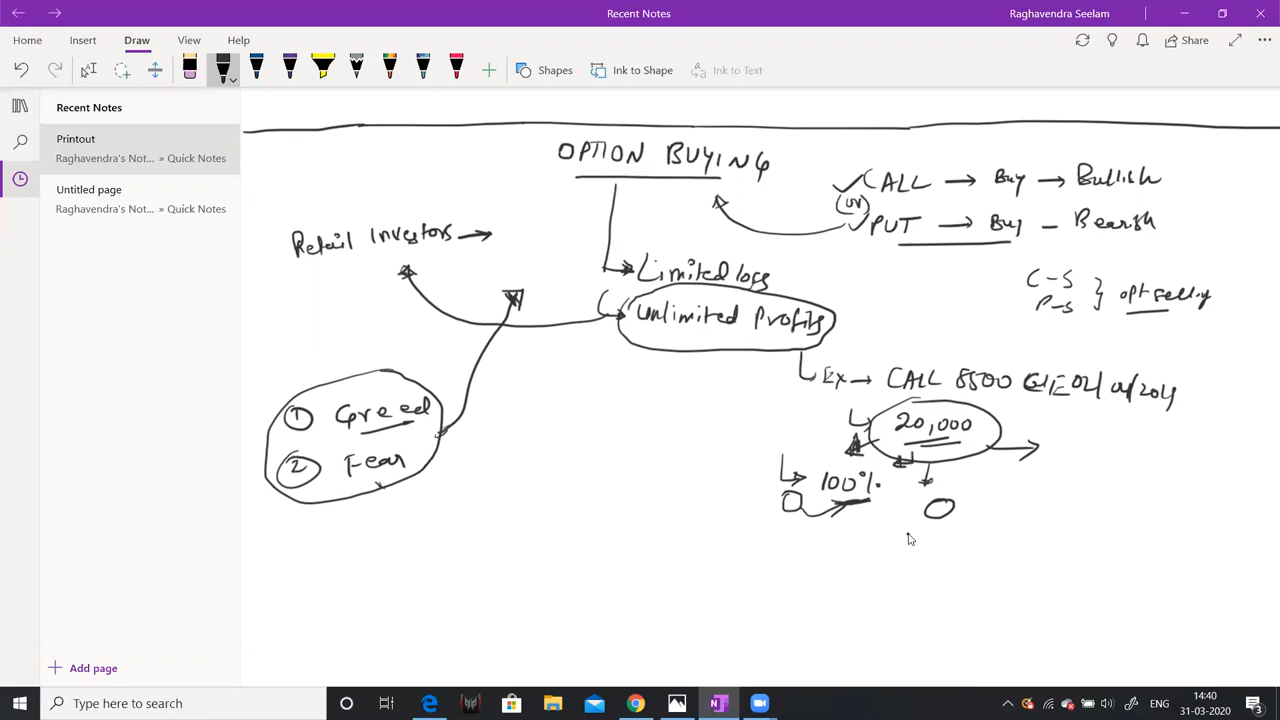 Recent Notes
Raghavendra Seelam
Home Insert Draw View Help
Share
Shapes
Ink to Shape
Ink to Text
Recent Notes
Printout
Raghavendra's Not... » Quick Notes
Untitled page
Raghavendra's Not... » Quick Notes
OPTION BUYING
CALL → Buy → Bullish
(or)
PUT → Buy - Bearish
Retail Investors →
Limited loss
Unlimited Profits
C-S
P-S } opt selling
Ex → CALL 8500 CE
① Greed
20,000
② Fear
100%
Add page
Type here to search
ENG
14:40
31-03-2020
3